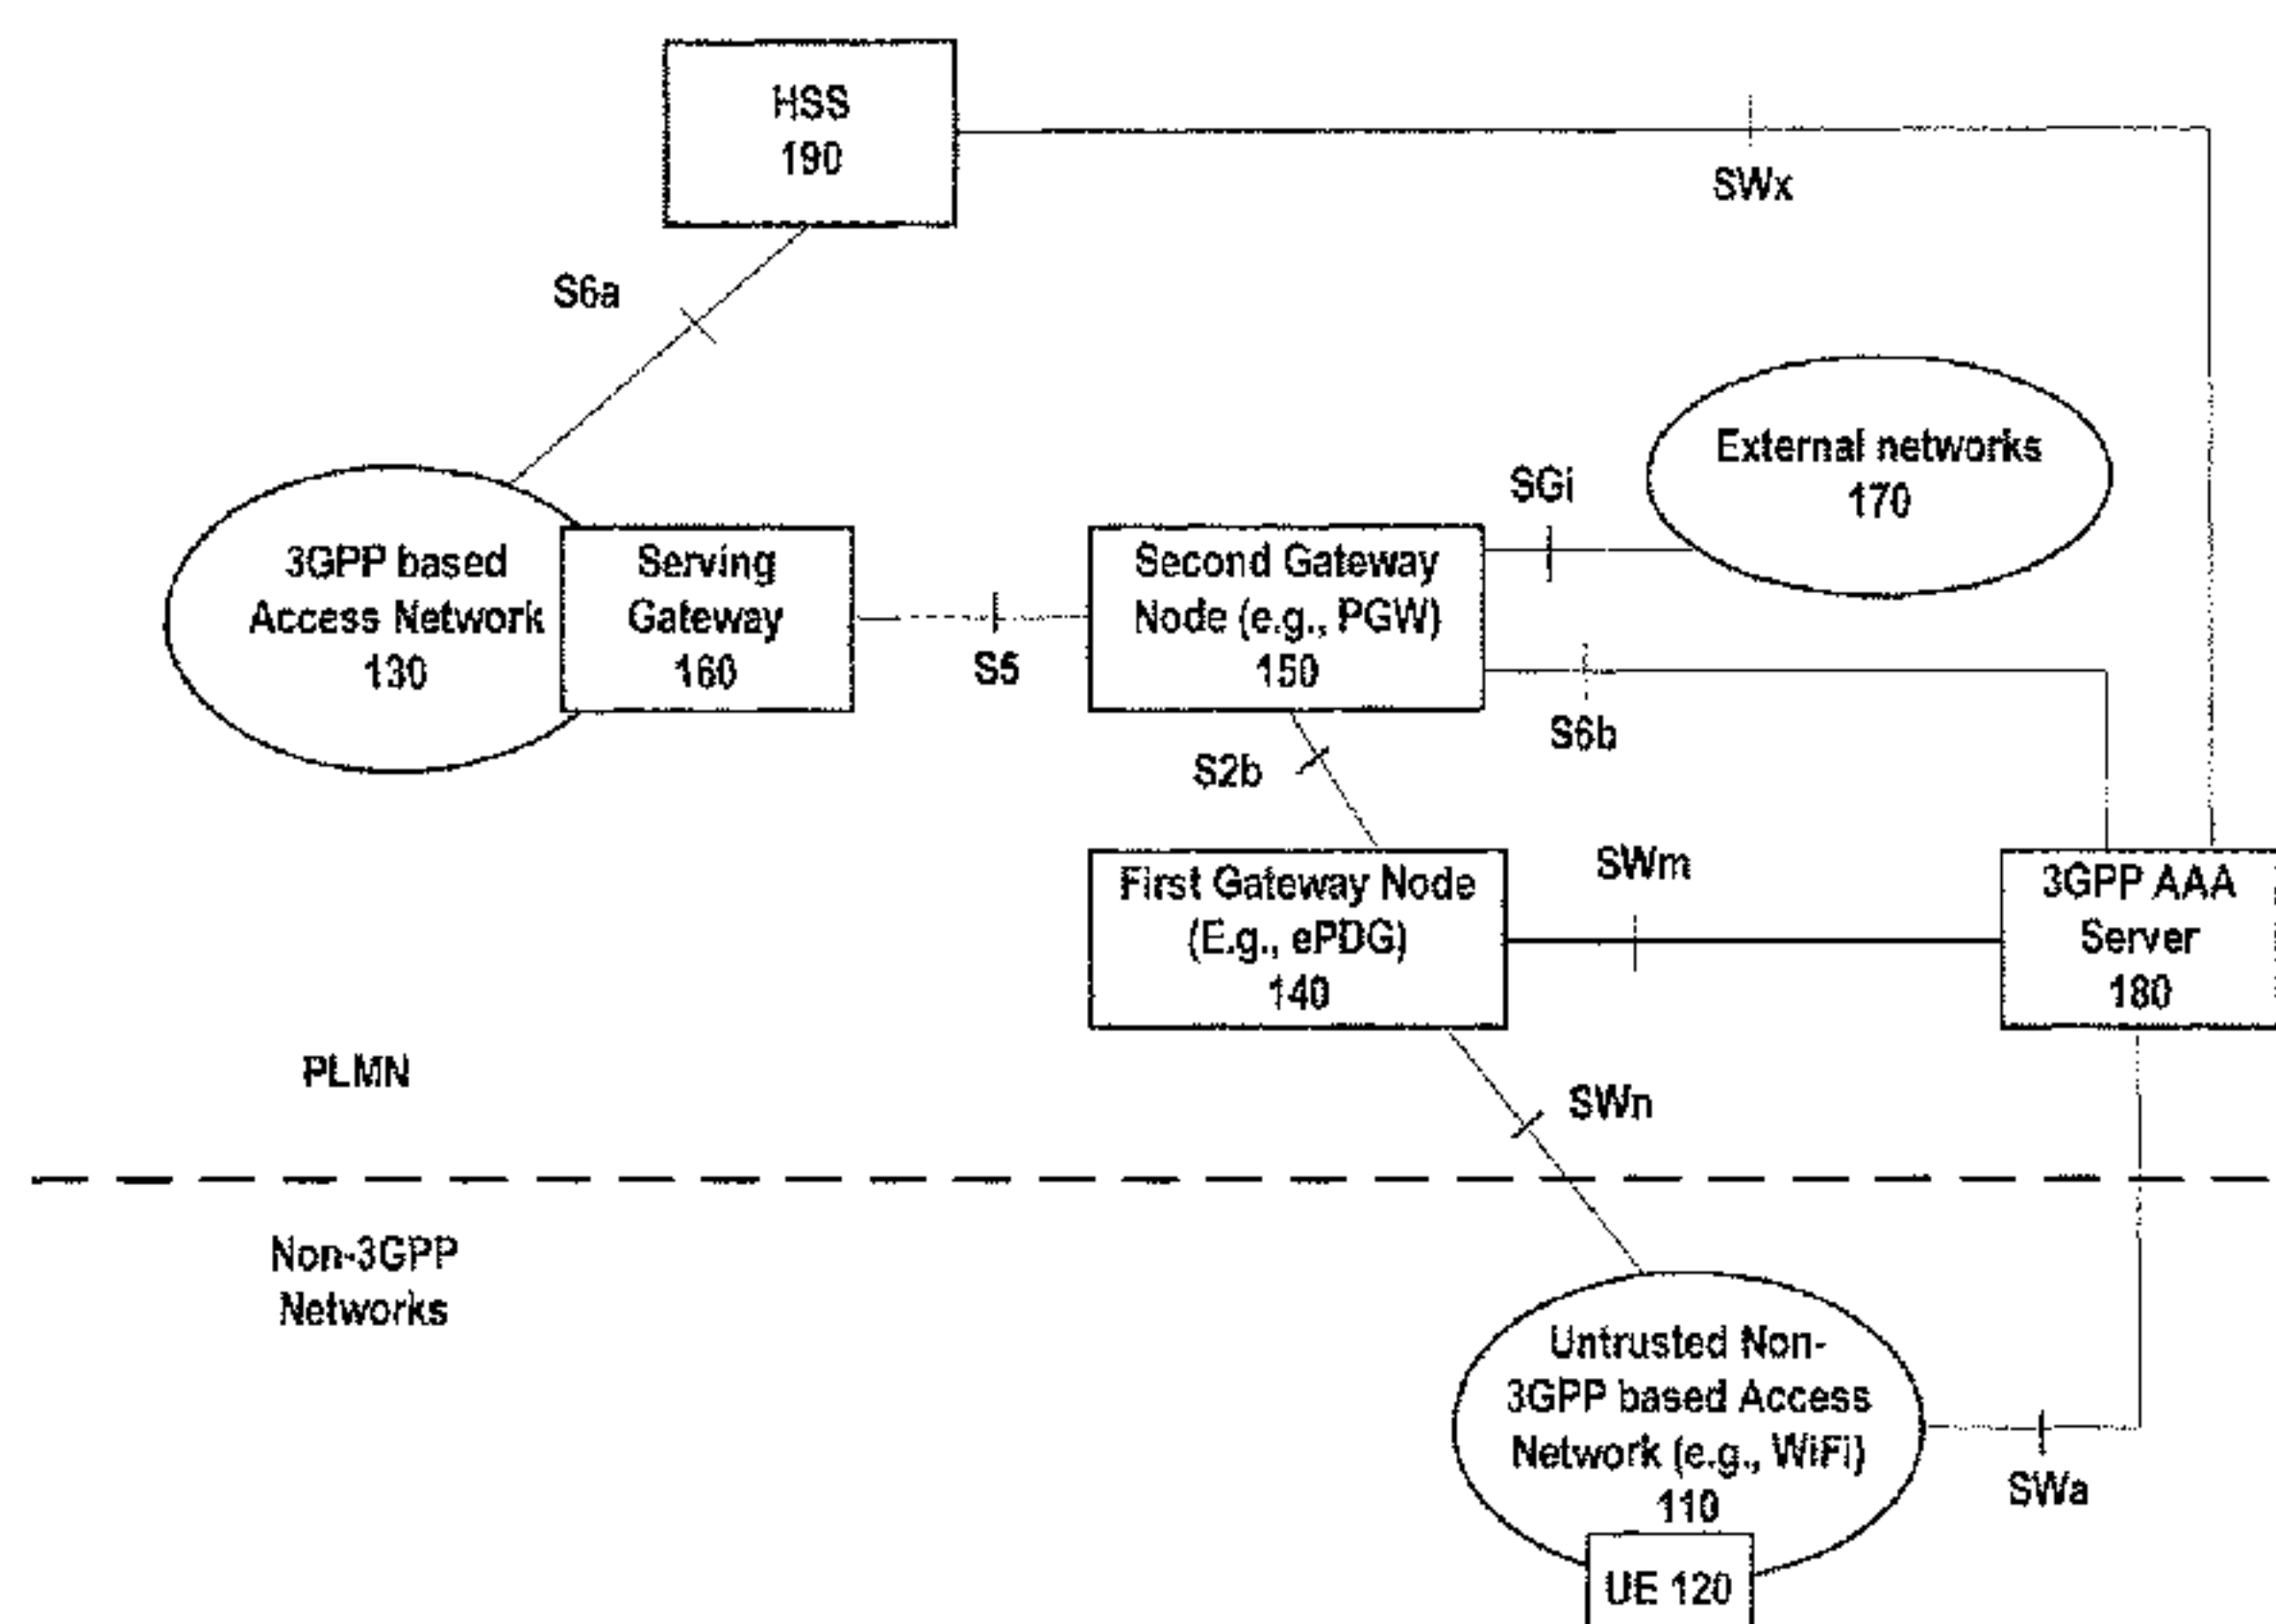 HSS
190
SWx
S6a
External networks
170
SGi
3GPP based
Access Network
130
Serving
Gateway
160
S5
Second Gateway
Node (e.g., PGW)
150
S6b
S2b
First Gateway Node
(E.g., ePDG)
140
SWm
3GPP AAA
Server
180
PLMN
SWn
Non-3GPP
Networks
Untrusted Non-
3GPP based Access
Network (e.g., WiFi)
110
SWa
UE 120